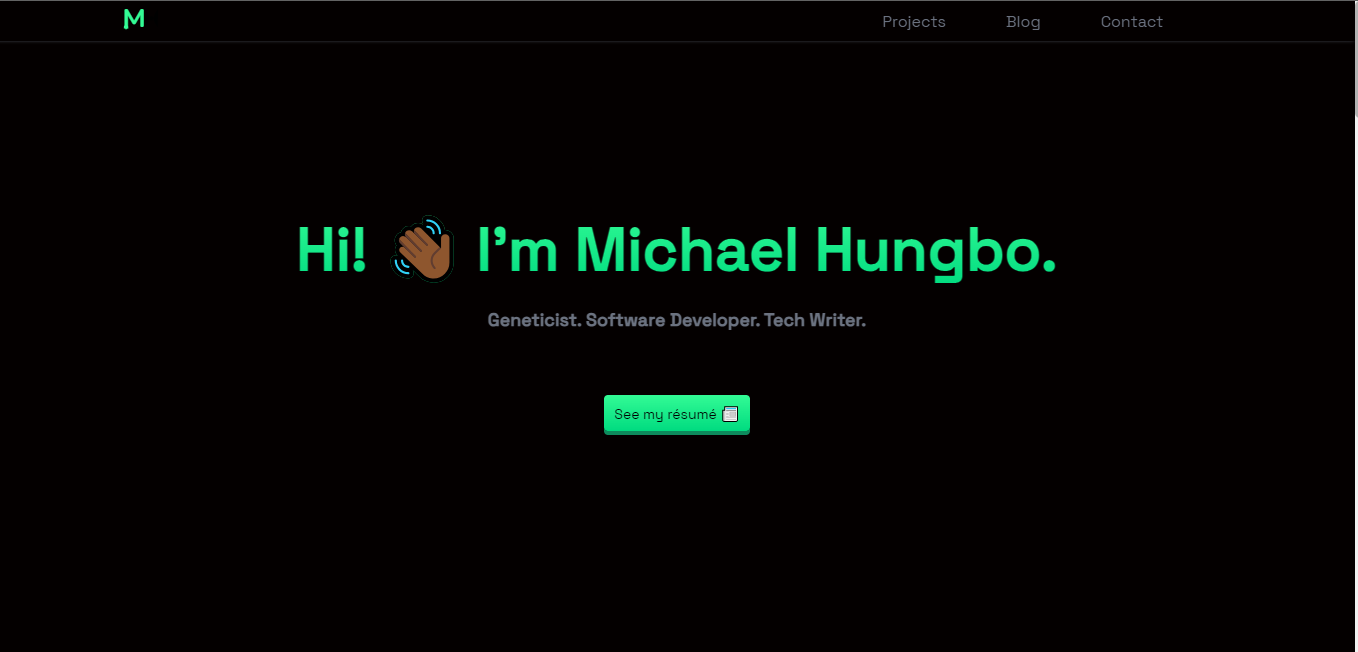 M
Projects Blog Contact
Hi! 👋🏾 I’m Michael Hungbo.
Geneticist. Software Developer. Tech Writer.
See my résumé